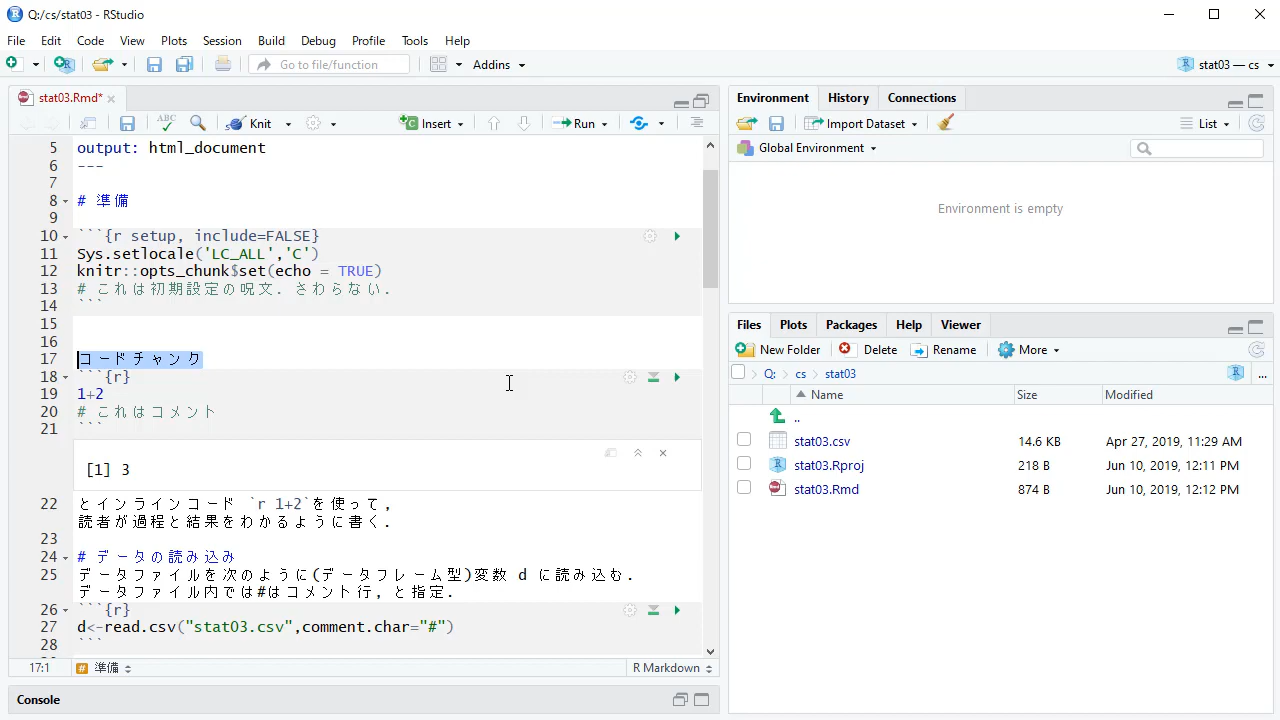 Q:/cs/stat03 - RStudio
File Edit Code View Plots Session Build Debug Profile Tools Help
Go to file/function Addins stat03 — cs
stat03.Rmd*
ABC Knit Insert Run
5 output: html_document
6 ---
7
8 # 準備
9
10 ```{r setup, include=FALSE}
11 Sys.setlocale('LC_ALL','C')
12 knitr::opts_chunk$set(echo = TRUE)
13 # これは初期設定の呪文. さわらない.
14 ```
15
16
17 コードチャンク
18 ```{r}
19 1+2
20 # これはコメント
21 ```
[1] 3
22 とインラインコード `r 1+2`を使って,
読者が過程と結果をわかるように書く.
23
24 # データの読み込み
25 データファイルを次のように(データフレーム型)変数 d に読み込む.
データファイル内では#はコメント行, と指定.
26 ```{r}
27 d<-read.csv("stat03.csv",comment.char="#")
28 ```
17:1 # 準備 R Markdown
Console
Environment History Connections
Import Dataset List
Global Environment
Environment is empty
Files Plots Packages Help Viewer
New Folder Delete Rename More
Q: cs stat03 ...
Name Size Modified
..
stat03.csv 14.6 KB Apr 27, 2019, 11:29 AM
stat03.Rproj 218 B Jun 10, 2019, 12:11 PM
stat03.Rmd 874 B Jun 10, 2019, 12:12 PM